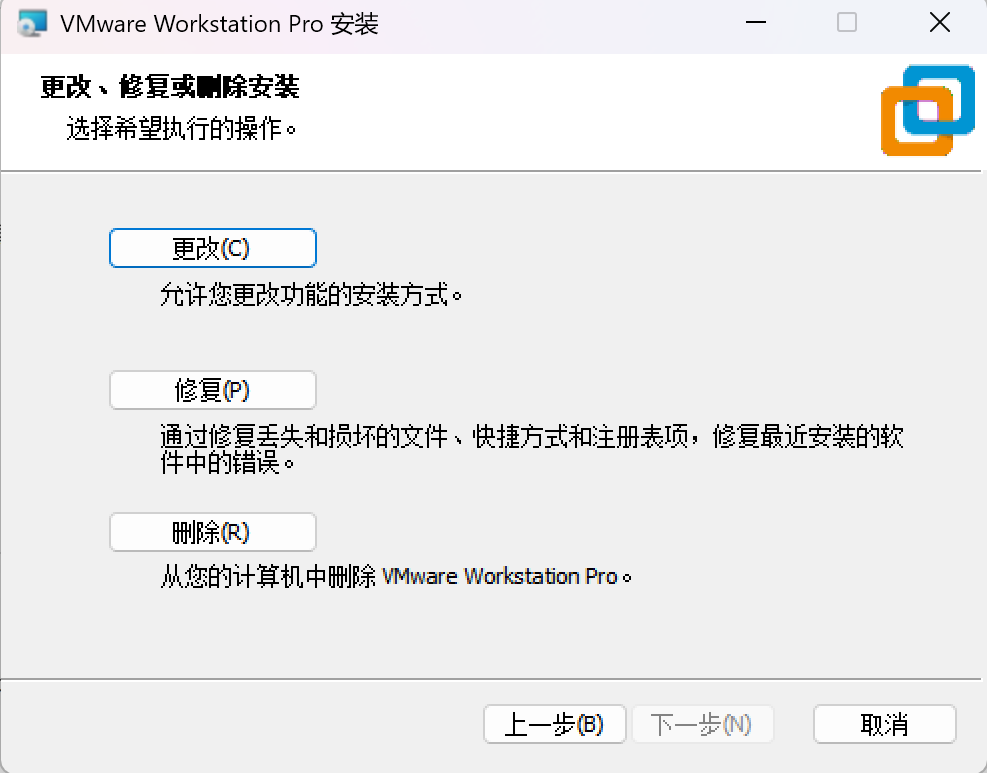 VMware Workstation Pro 安装
更改、修复或删除安装
选择希望执行的操作。
更改(C)
允许您更改功能的安装方式。
修复(P)
通过修复丢失和损坏的文件、快捷方式和注册表项，修复最近安装的软
件中的错误。
删除(R)
从您的计算机中删除 VMware Workstation Pro。
上一步(B)
下一步(N)
取消